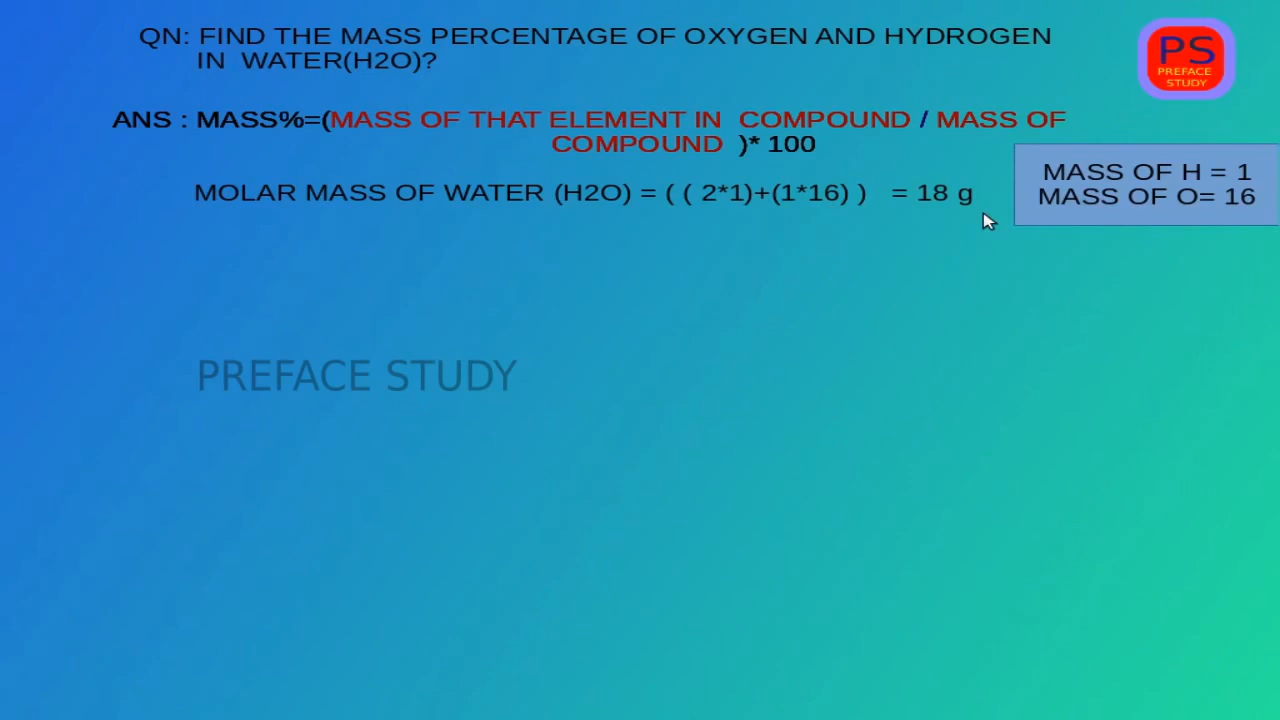 QN: FIND THE MASS PERCENTAGE OF OXYGEN AND HYDROGEN
IN WATER(H2O)?
PS
PREFACE
STUDY
ANS : MASS%=(MASS OF THAT ELEMENT IN COMPOUND / MASS OF
COMPOUND )* 100
MOLAR MASS OF WATER (H2O) = ( ( 2*1)+(1*16) ) = 18 g
MASS OF H = 1
MASS OF O= 16
PREFACE STUDY